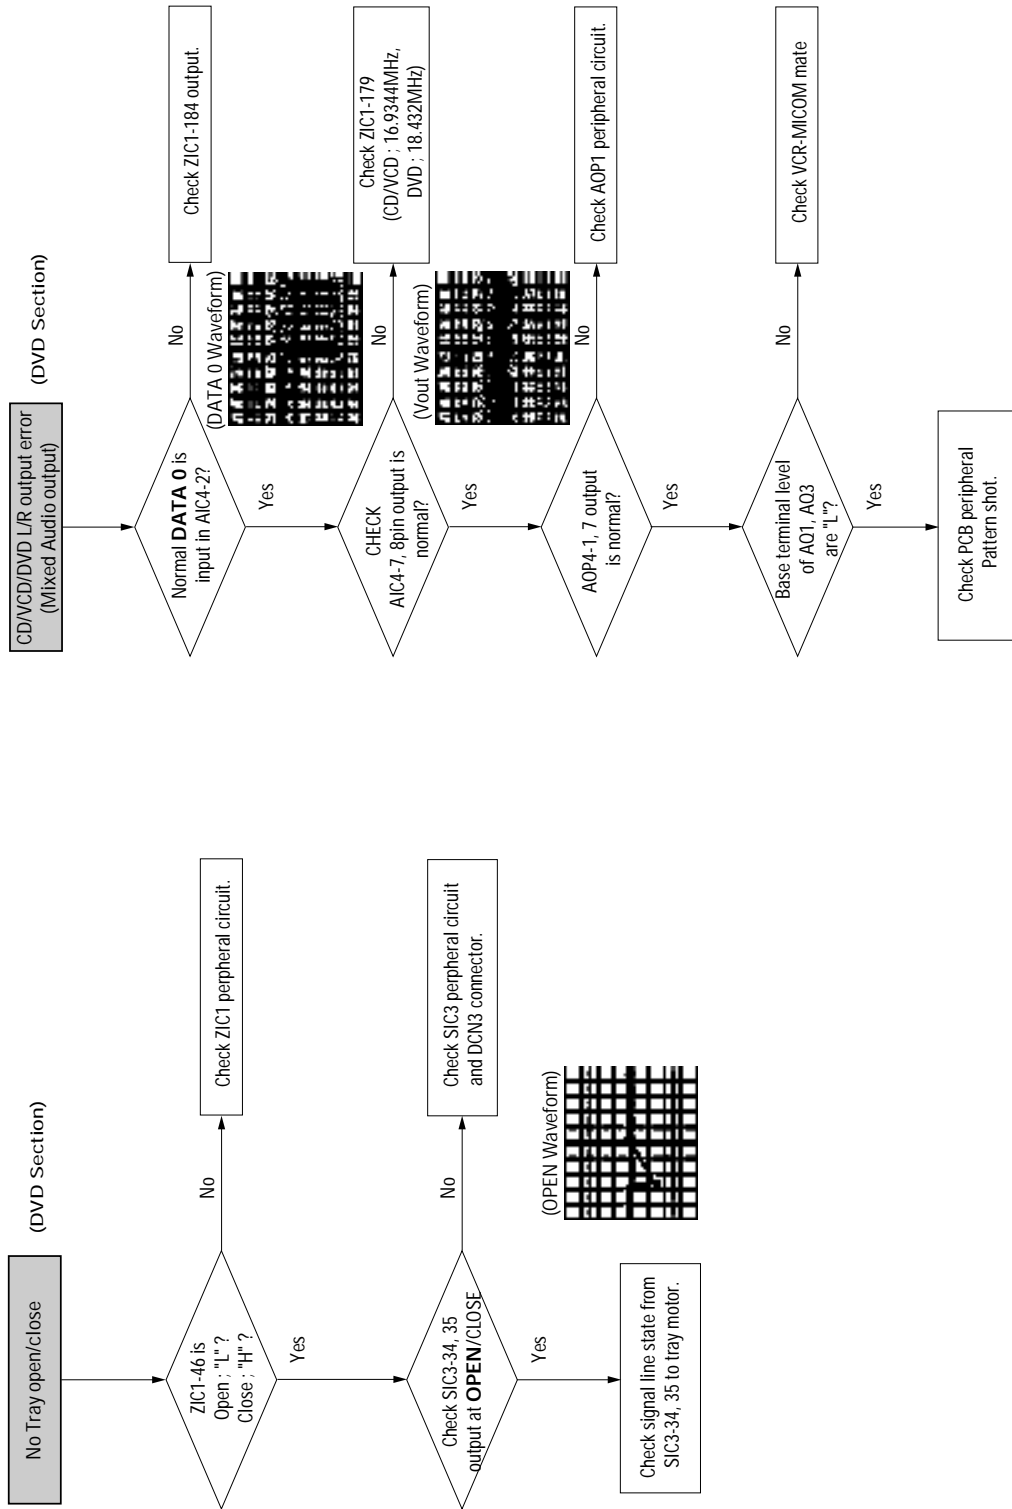 No Tray open/close
(DVD Section)
ZIC1-46 is
Open ; "L" ?
Close ; "H" ?
No
Check ZIC1 perpheral circuit.
Yes
Check SIC3-34, 35
output at OPEN/CLOSE
No
Check SIC3 perpheral circuit
and DCN3 connector.
Yes
(OPEN Waveform)
Check signal line state from
SIC3-34, 35 to tray motor.
CD/VCD/DVD L/R output error
(Mixed Audio output)
(DVD Section)
Normal DATA 0 is
input in AIC4-2?
No
Check ZIC1-184 output.
Yes
(DATA 0 Waveform)
CHECK
AIC4-7, 8pin output is
normal?
No
Check ZIC1-179
(CD/VCD ; 16.9344MHz,
DVD ; 18.432MHz)
Yes
(Vout Waveform)
AOP4-1, 7 output
is normal?
No
Check AOP1 peripheral circuit.
Yes
Base terminal level
of AQ1, AQ3
are "L"?
No
Check VCR-MICOM mate
Yes
Check PCB peripheral
Pattern shot.